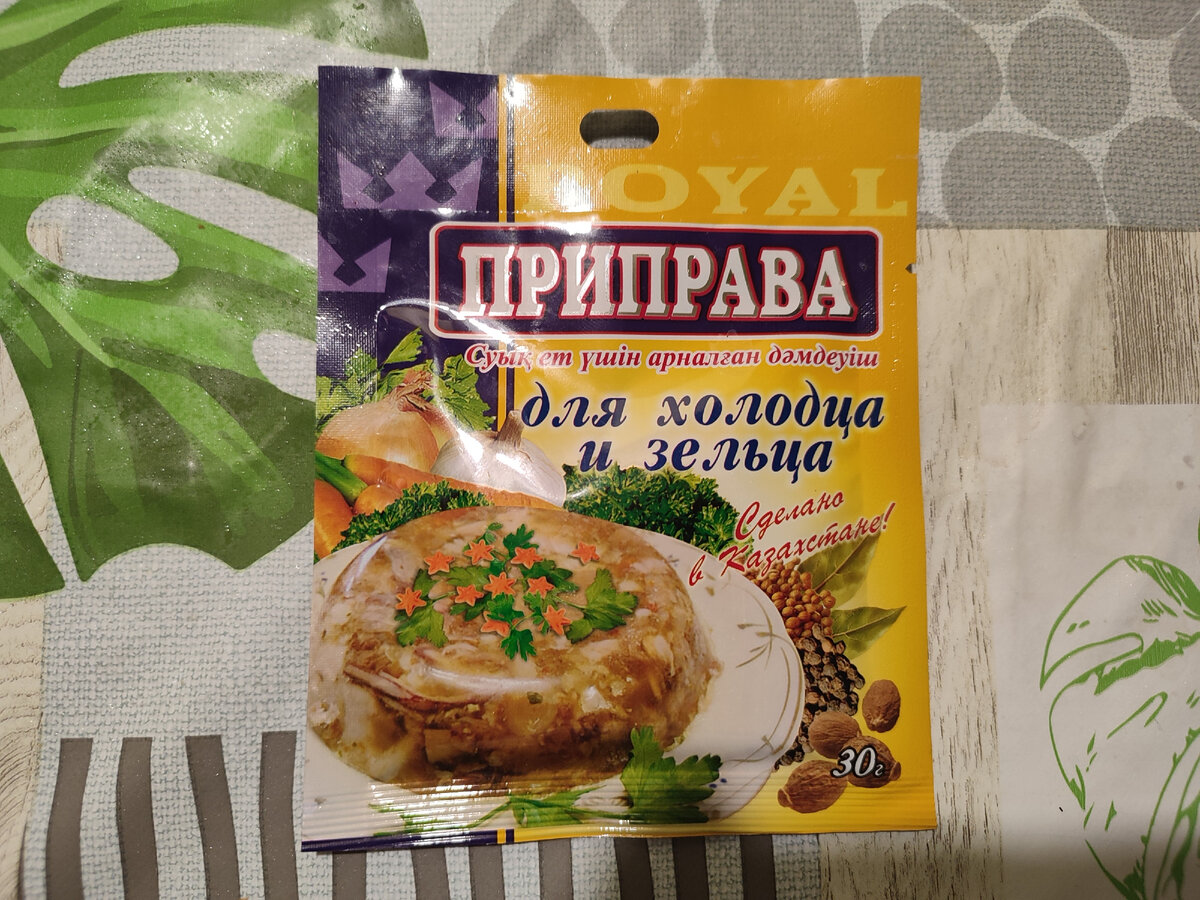 ROYAL
ПРИПРАВА
Суық ет үшін арналған дәмдеуіш
для холодца
и зельца
Сделано
в Казахстане!
30г